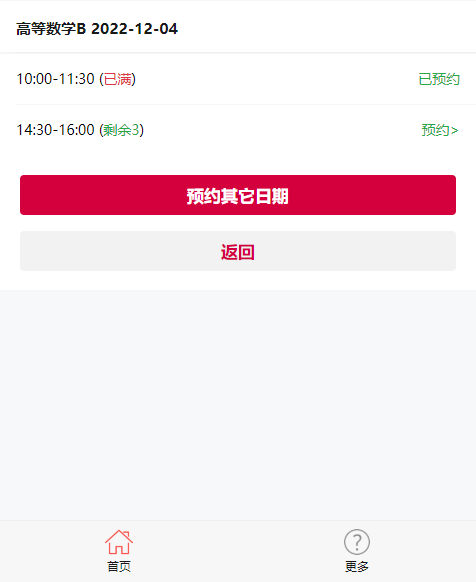 高等数学B 2022-12-04
10:00-11:30 (已满) 已预约
14:30-16:00 (剩余3) 预约>
预约其它日期
返回
首页 更多